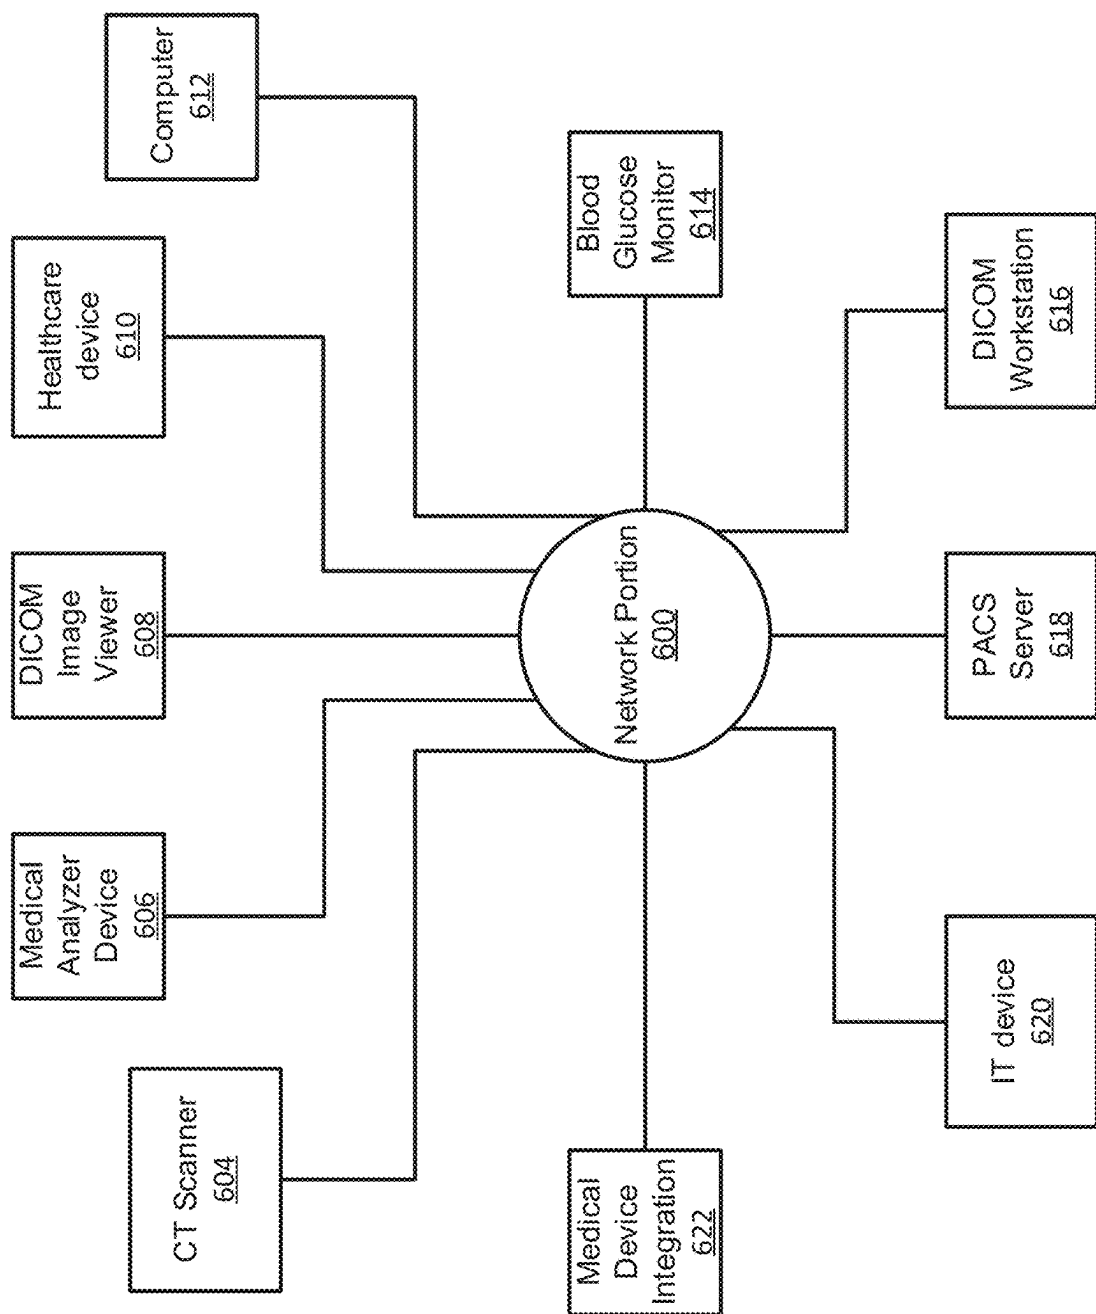 CT Scanner
604
Medical
Analyzer
Device
606
DICOM
Image
Viewer
608
Healthcare
device
610
Computer
612
Medical
Device
Integration
622
Network Portion
600
Blood
Glucose
Monitor
614
IT device
620
PACS
Server
618
DICOM
Workstation
616